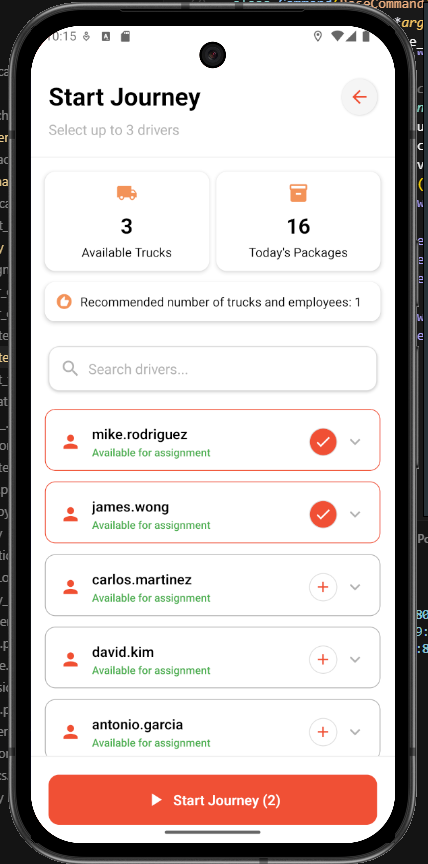 10:15
Start Journey
Select up to 3 drivers
3
Available Trucks
16
Today's Packages
Recommended number of trucks and employees: 1
Search drivers...
mike.rodriguez
Available for assignment
james.wong
Available for assignment
carlos.martinez
Available for assignment
david.kim
Available for assignment
antonio.garcia
Available for assignment
Start Journey (2)